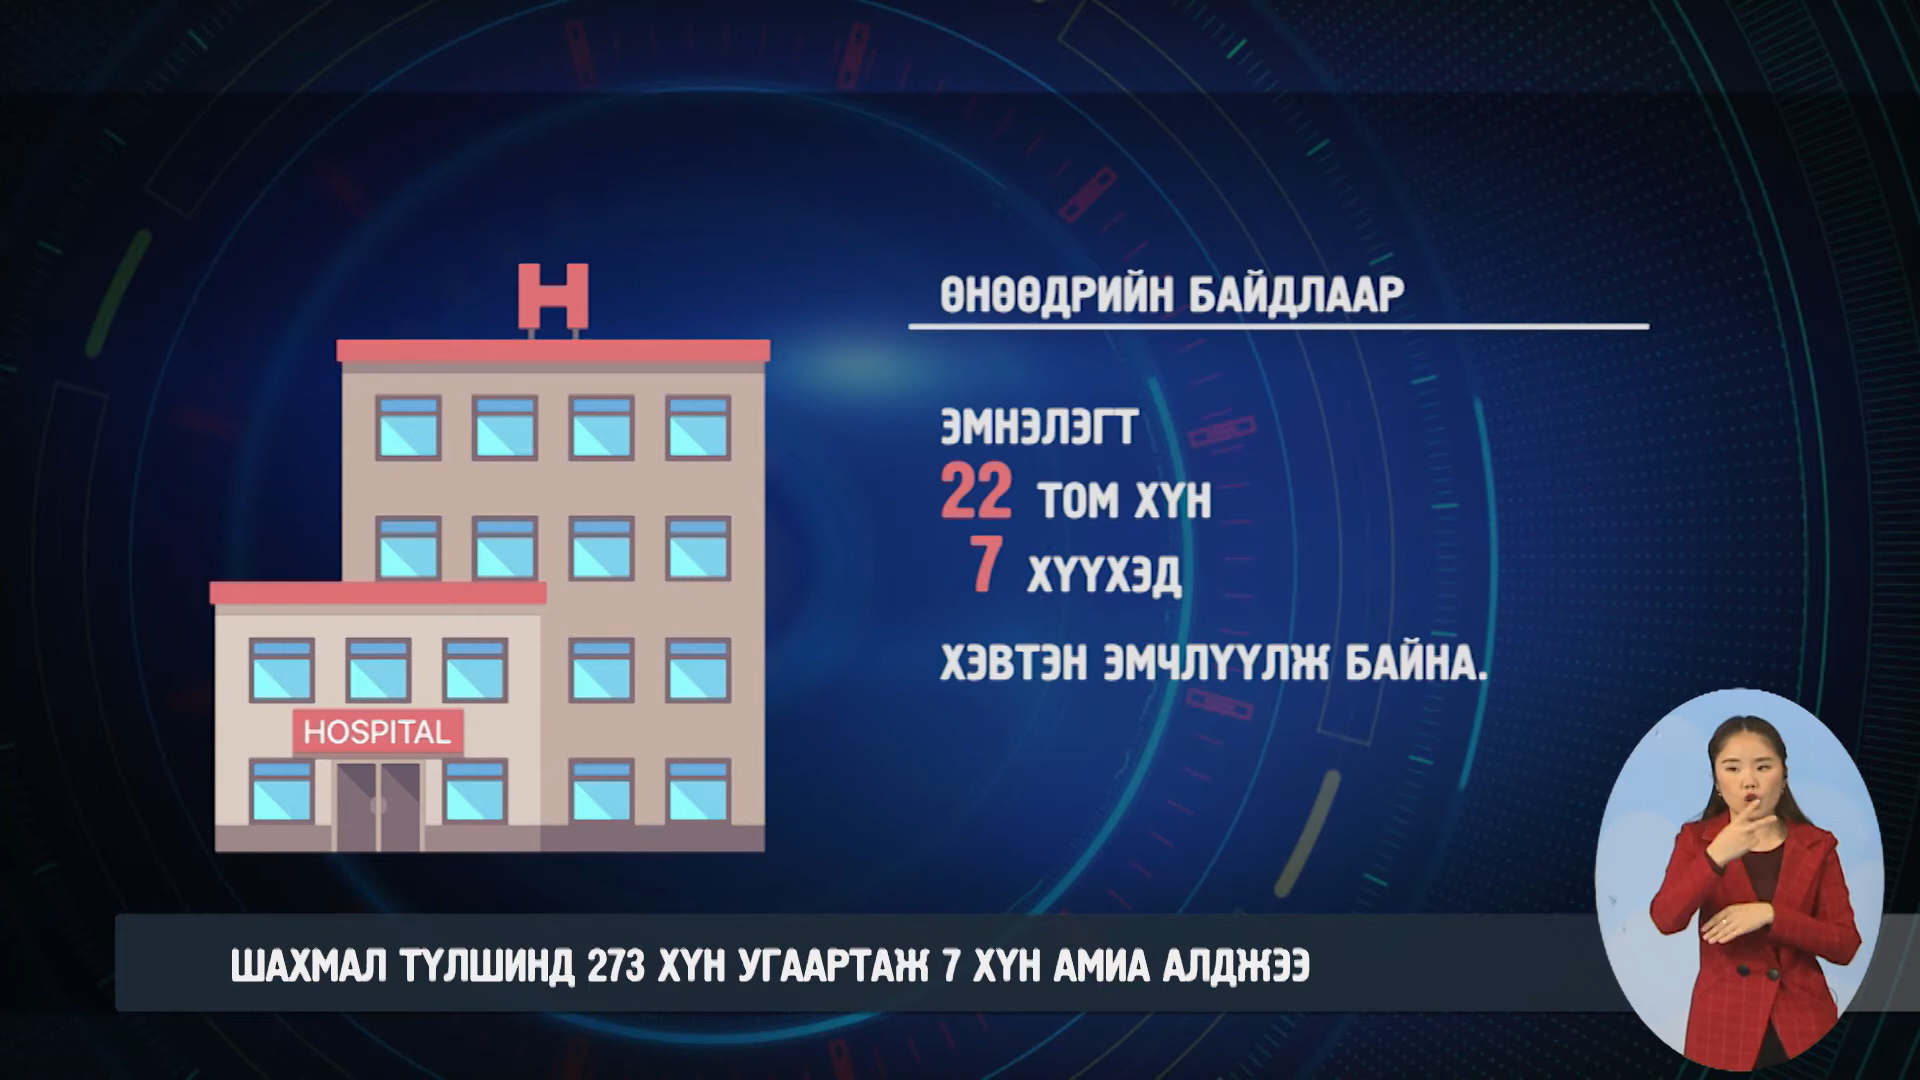 H
ӨНӨӨДРИЙН БАЙДЛААР
ЭМНЭЛЭГТ
22 ТОМ ХҮН
7 ХҮҮХЭД
ХЭВТЭН ЭМЧЛҮҮЛЖ БАЙНА.
HOSPITAL
ШАХМАЛ ТҮЛШИНД 273 ХҮН УГААРТАЖ 7 ХҮН АМИА АЛДЖЭЭ